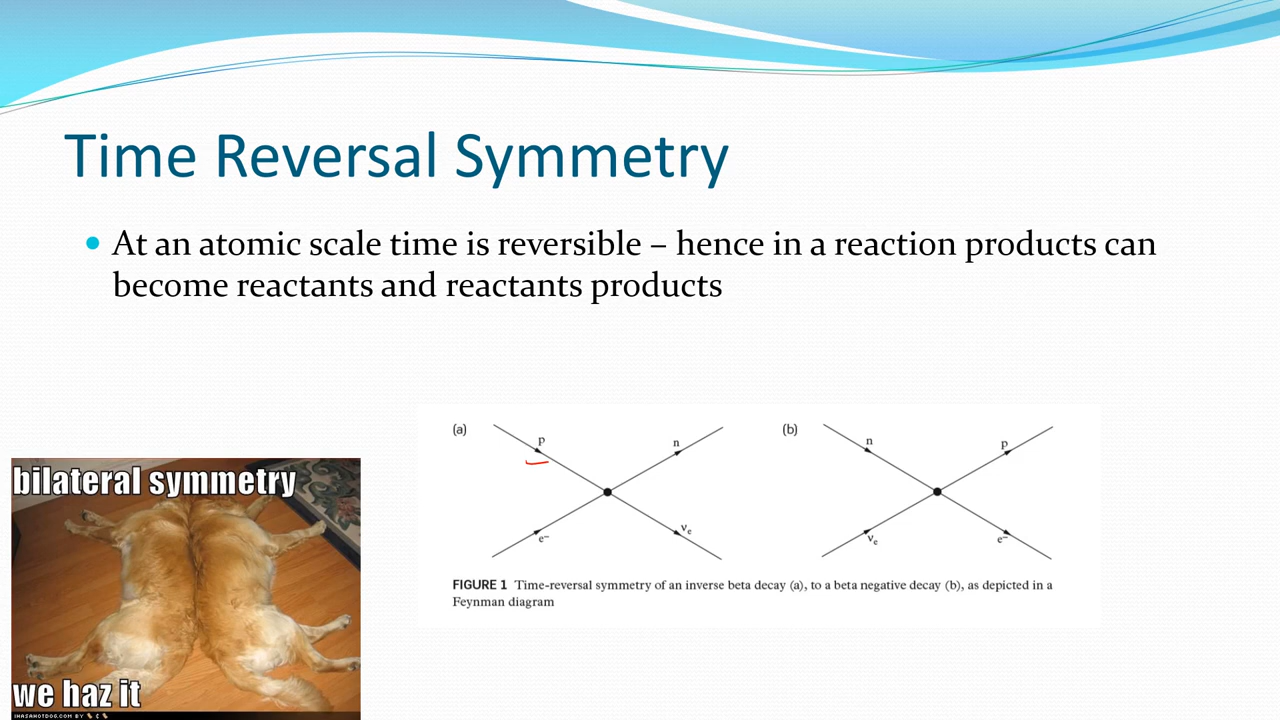 Time Reversal Symmetry
• At an atomic scale time is reversible – hence in a reaction products can
become reactants and reactants products
(a)
p
n
e⁻
νe
(b)
n
p
νe
e⁻
FIGURE 1 Time-reversal symmetry of an inverse beta decay (a), to a beta negative decay (b), as depicted in a
Feynman diagram
bilateral symmetry
we haz it
IHASAHOTDOG.COM